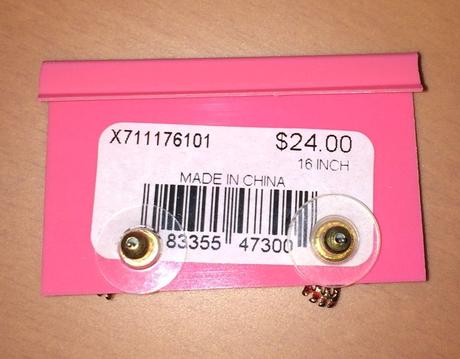 X711176101
$24.00
16 INCH
MADE IN CHINA
83355 47300